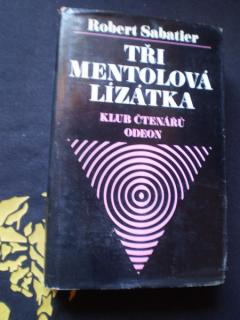 Robert Sabatier
TŘI
MENTOLOVÁ
LÍZÁTKA
KLUB ČTENÁŘŮ
ODEON